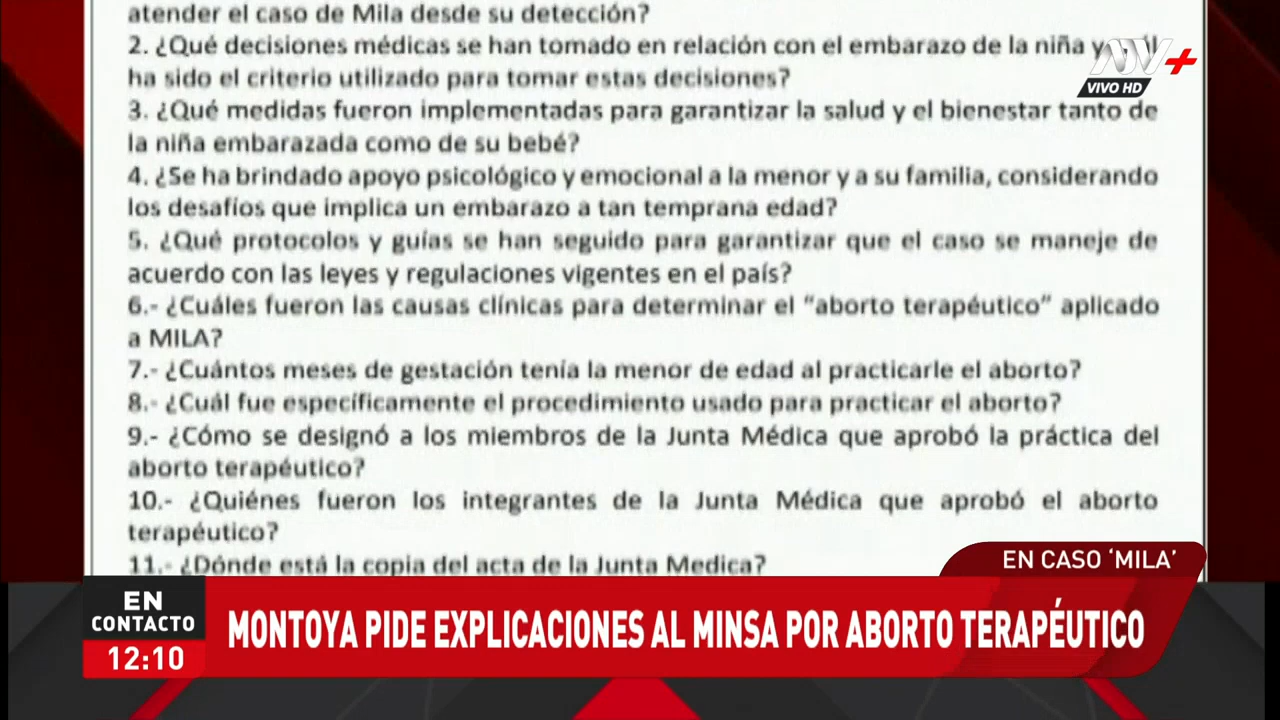 atender el caso de Mila desde su detección?
2. ¿Qué decisiones médicas se han tomado en relación con el embarazo de la niña y
ha sido el criterio utilizado para tomar estas decisiones?
3. ¿Qué medidas fueron implementadas para garantizar la salud y el bienestar tanto de
la niña embarazada como de su bebé?
4. ¿Se ha brindado apoyo psicológico y emocional a la menor y a su familia, considerando
los desafíos que implica un embarazo a tan temprana edad?
5. ¿Qué protocolos y guías se han seguido para garantizar que el caso se maneje de
acuerdo con las leyes y regulaciones vigentes en el país?
6.- ¿Cuáles fueron las causas clínicas para determinar el "aborto terapéutico" aplicado
a MILA?
7.- ¿Cuántos meses de gestación tenía la menor de edad al practicarle el aborto?
8.- ¿Cuál fue específicamente el procedimiento usado para practicar el aborto?
9.- ¿Cómo se designó a los miembros de la Junta Médica que aprobó la práctica del
aborto terapéutico?
10.- ¿Quiénes fueron los integrantes de la Junta Médica que aprobó el aborto
terapéutico?
11.- ¿Dónde está la copia del acta de la Junta Medica?
ATV+
VIVO HD
EN CASO ‘MILA’
EN
CONTACTO
12:10
MONTOYA PIDE EXPLICACIONES AL MINSA POR ABORTO TERAPÉUTICO